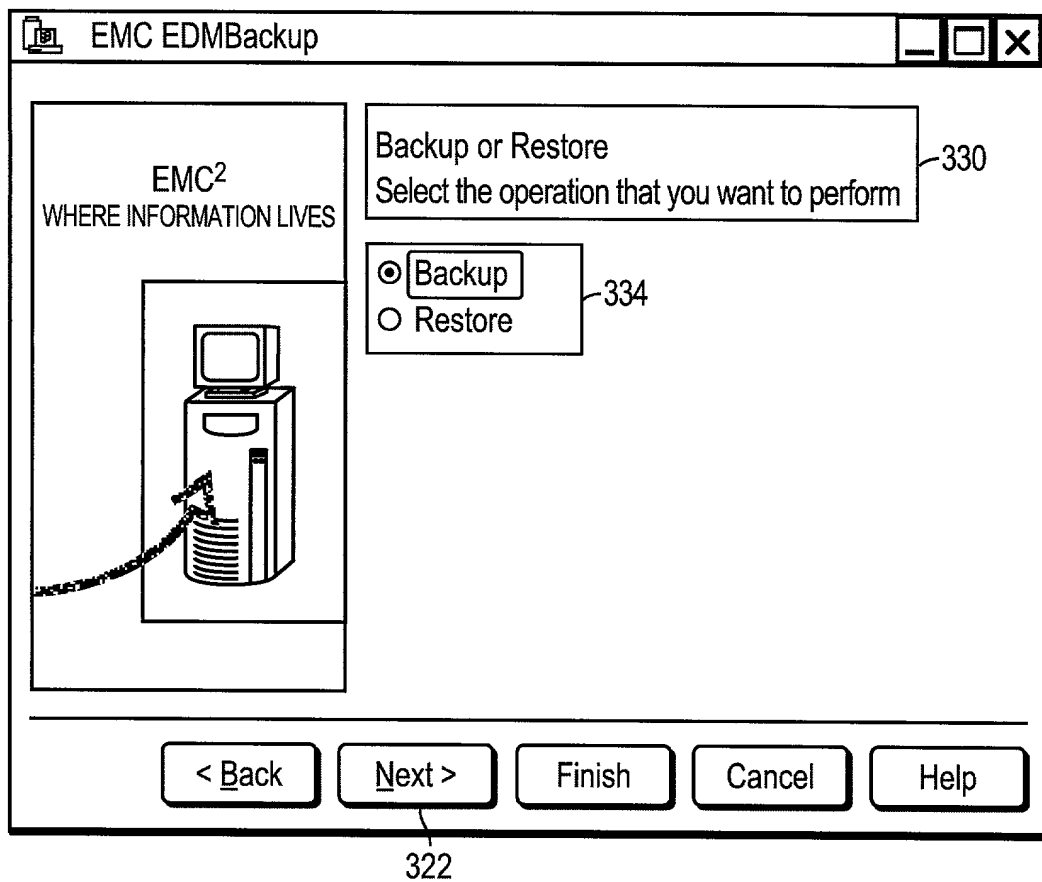 EMC EDMBackup
EMC²
WHERE INFORMATION LIVES
Backup or Restore
Select the operation that you want to perform
330
Backup
Restore
334
< Back
Next >
Finish
Cancel
Help
322